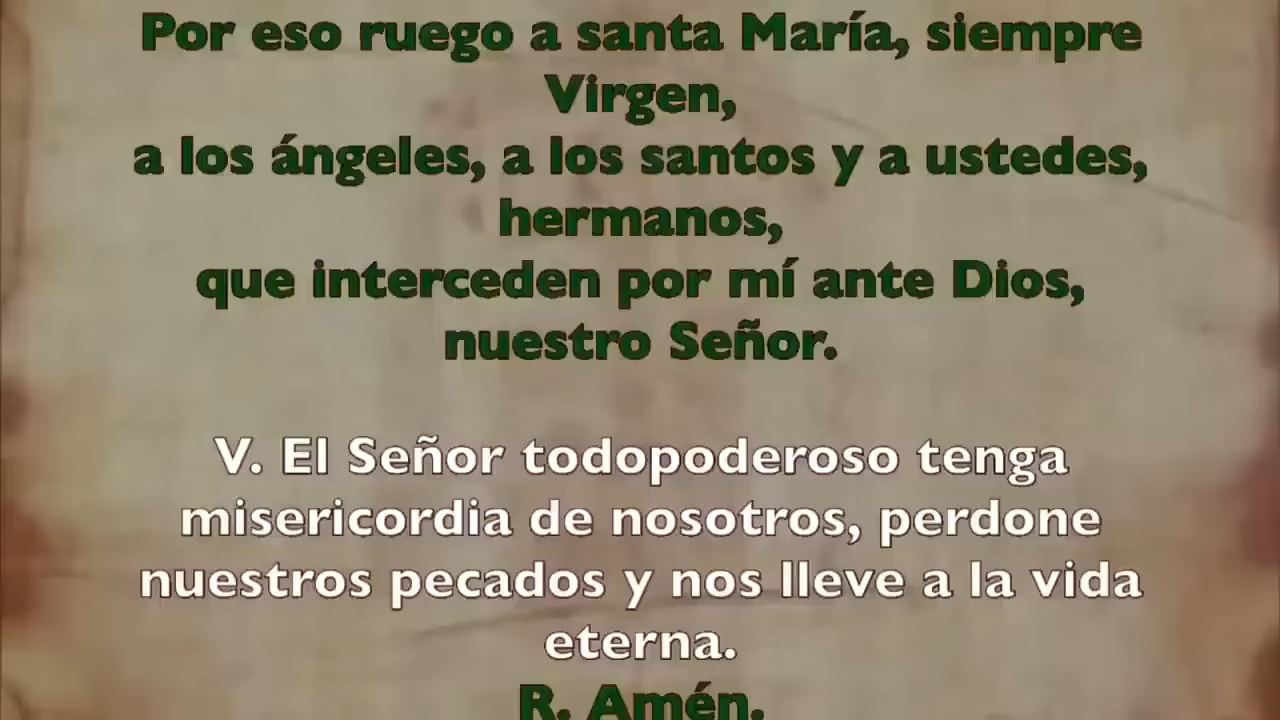 Por eso ruego a santa María, siempre
Virgen,
a los ángeles, a los santos y a ustedes,
hermanos,
que interceden por mí ante Dios,
nuestro Señor.
V. El Señor todopoderoso tenga
misericordia de nosotros, perdone
nuestros pecados y nos lleve a la vida
eterna.
R. Amén.